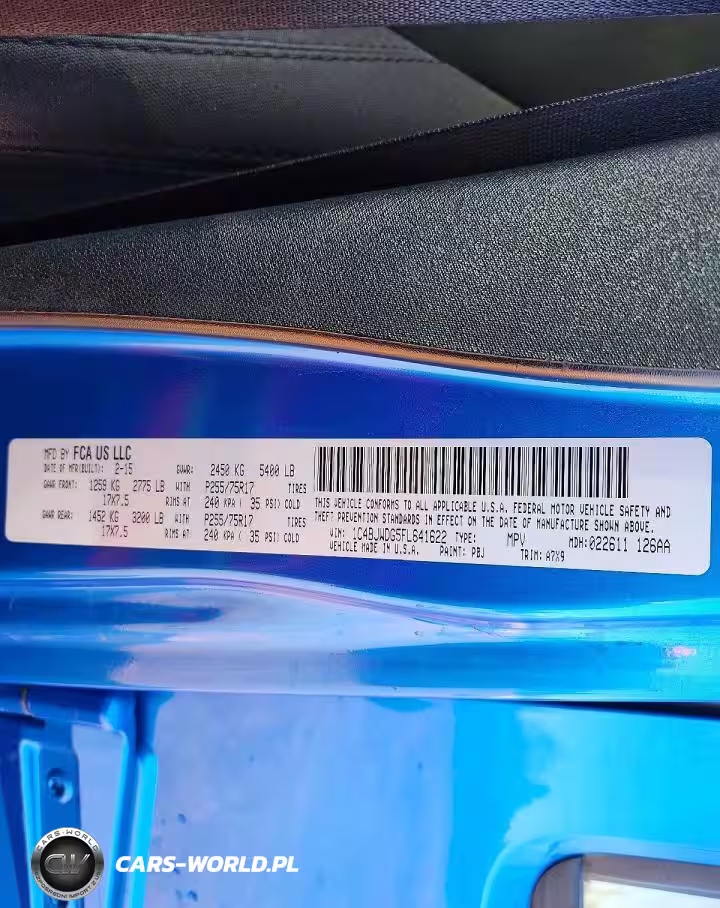 MFD BY FCA US LLC
DATE OF MFR(BUILT): 2-15 GVWR: 2450 KG 5400 LB
GAWR FRONT: 1259 KG 2775 LB WITH P255/75R17 TIRES
17X7.5 RIMS AT 240 KPA ( 35 PSI) COLD
GAWR REAR: 1452 KG 3200 LB WITH P255/75R17 TIRES
17X7.5 RIMS AT 240 KPA ( 35 PSI) COLD
THIS VEHICLE CONFORMS TO ALL APPLICABLE U.S.A. FEDERAL MOTOR VEHICLE SAFETY AND
THEFT PREVENTION STANDARDS IN EFFECT ON THE DATE OF MANUFACTURE SHOWN ABOVE.
VIN: 1C4BJWDG5FL641622 TYPE: MPV MDH:022611 126AA
VEHICLE MADE IN U.S.A. PAINT: PBJ TRIM: A7X9
CARS-WORLD
CW
CARS-WORLD.PL